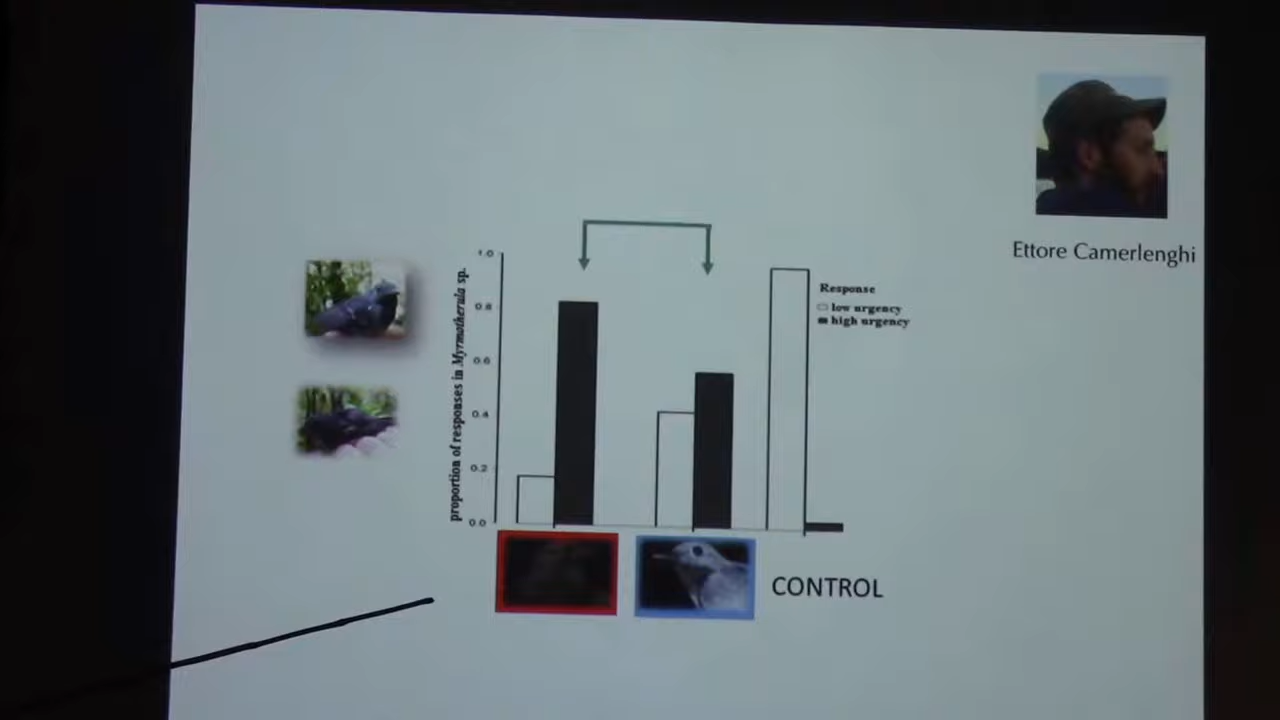 Ettore Camerlenghi
proportion of responses in Myrmotherula sp.
1.0
0.8
0.6
0.4
0.2
0.0
Response
low urgency
high urgency
CONTROL